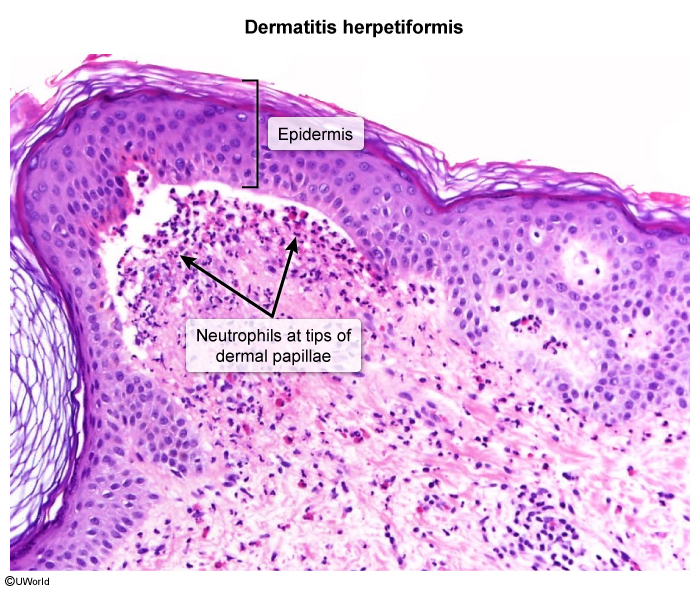 Dermatitis herpetiformis
Epidermis
Neutrophils at tips of
dermal papillae
©UWorld